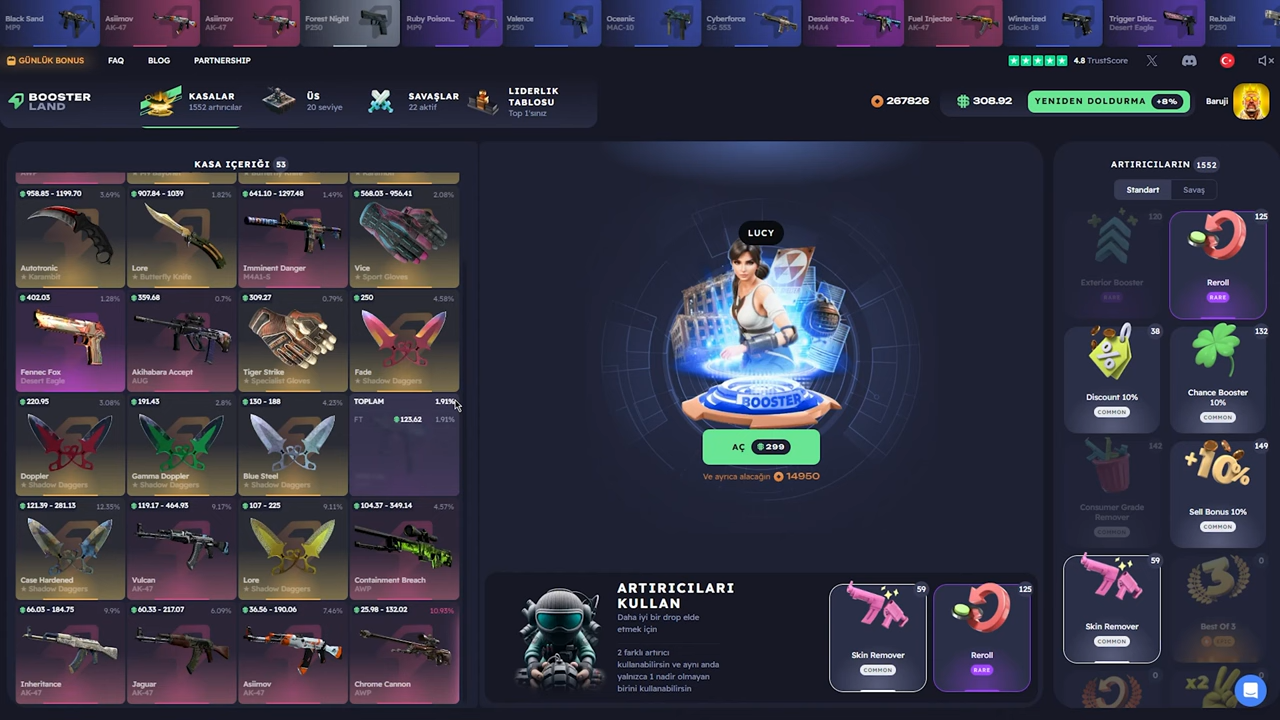 Black Sand
MP9
Asiimov
AK-47
Asiimov
AK-47
Forest Night
P250
Ruby Poison...
MP9
Valence
P250
Oceanic
MAC-10
Cyberforce
SG 553
Desolate Sp...
M4A4
Fuel Injector
AK-47
Winterized
Glock-18
Trigger Disc...
Desert Eagle
Re.built
P250
GÜNLÜK BONUS
FAQ
BLOG
PARTNERSHIP
4.8 TrustScore
BOOSTER
LAND
KASALAR
1552 artırıcılar
ÜS
20 seviye
SAVAŞLAR
22 aktif
LIDERLIK
TABLOSU
Top 1'sınız
267826
308.92
YENIDEN DOLDURMA +8%
Baruji
KASA IÇERIĞI 53
958.85 - 1199.70 3.69%
Autotronic
★ Karambit
907.84 - 1039 1.82%
Lore
★ Butterfly Knife
641.10 - 1297.48 1.49%
Imminent Danger
M4A1-S
568.03 - 956.41 2.08%
Vice
★ Sport Gloves
402.03 1.28%
Fennec Fox
Desert Eagle
359.68 0.7%
Akihabara Accept
AUG
309.27 0.79%
Tiger Strike
★ Specialist Gloves
250 4.58%
Fade
★ Shadow Daggers
220.95 3.08%
Doppler
★ Shadow Daggers
191.43 2.8%
Gamma Doppler
★ Shadow Daggers
130 - 188 4.23%
Blue Steel
★ Shadow Daggers
TOPLAM 1.91%
FT 123.62 1.91%
121.39 - 281.13 12.35%
Case Hardened
★ Shadow Daggers
119.17 - 464.93 9.17%
Vulcan
AK-47
107 - 225 9.11%
Lore
★ Shadow Daggers
104.37 - 349.14 4.57%
Containment Breach
AWP
66.03 - 184.75 9.9%
Inheritance
AK-47
60.33 - 217.07 6.09%
Jaguar
AK-47
36.56 - 190.06 7.46%
Asiimov
AK-47
25.98 - 132.02 10.93%
Chrome Cannon
AWP
LUCY
BOOSTER
AÇ 299
Ve ayrıca alacağın 14950
ARTIRICILARI
KULLAN
Daha iyi bir drop elde
etmek için
2 farklı artırıcı
kullanabilirsin ve aynı anda
yalnızca 1 nadir olmayan
birini kullanabilirsin
59
Skin Remover
COMMON
125
Reroll
RARE
ARTIRICILARIN 1552
Standart
Savaş
120
Exterior Booster
RARE
125
Reroll
RARE
38
Discount 10%
COMMON
132
Chance Booster
10%
COMMON
142
Consumer Grade
Remover
COMMON
149
+10%
Sell Bonus 10%
COMMON
59
Skin Remover
COMMON
0
3
Best Of 3
EPIC
0
5
0
x2